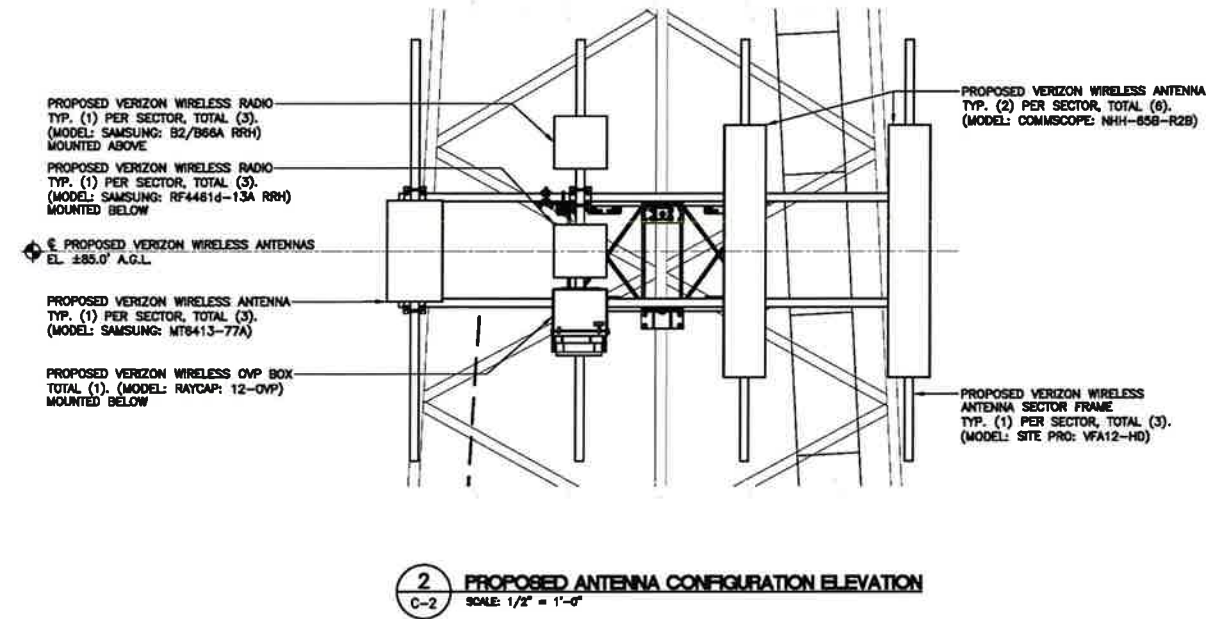 PROPOSED VERIZON WIRELESS RADIO
TYP. (1) PER SECTOR, TOTAL (3).
(MODEL: SAMSUNG: B2/B66A RRH)
MOUNTED ABOVE
PROPOSED VERIZON WIRELESS RADIO
TYP. (1) PER SECTOR, TOTAL (3).
(MODEL: SAMSUNG: RF4461d-13A RRH)
MOUNTED BELOW
℄ PROPOSED VERIZON WIRELESS ANTENNAS
EL. ±85.0' A.G.L.
PROPOSED VERIZON WIRELESS ANTENNA
TYP. (1) PER SECTOR, TOTAL (3).
(MODEL: SAMSUNG: MT6413-77A)
PROPOSED VERIZON WIRELESS OVP BOX
TOTAL (1). (MODEL: RAYCAP: 12-OVP)
MOUNTED BELOW
PROPOSED VERIZON WIRELESS ANTENNA
TYP. (2) PER SECTOR, TOTAL (6).
(MODEL: COMMSCOPE: NHH-65B-R2B)
PROPOSED VERIZON WIRELESS
ANTENNA SECTOR FRAME
TYP. (1) PER SECTOR, TOTAL (3).
(MODEL: SITE PRO: VFA12-HD)
2
C-2
PROPOSED ANTENNA CONFIGURATION ELEVATION
SCALE: 1/2" = 1'-0"